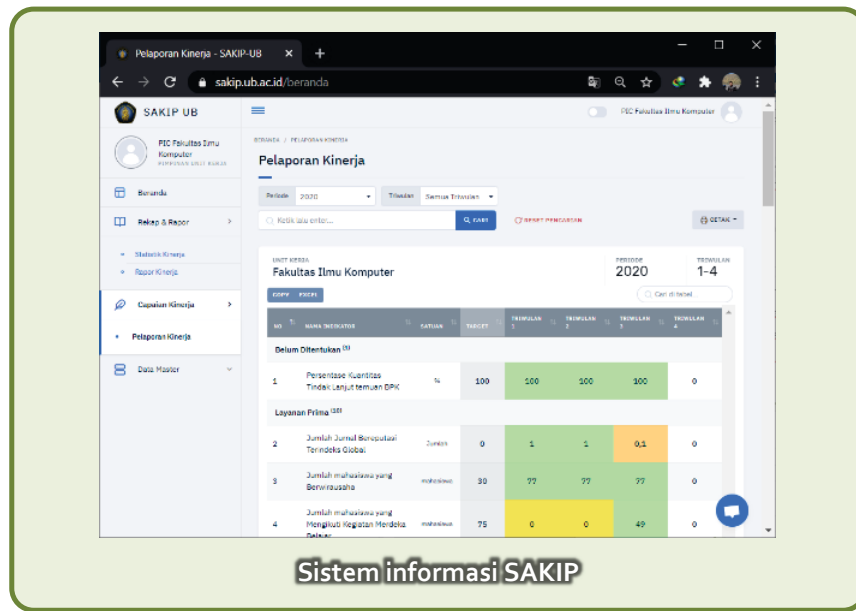 Pelaporan Kinerja - SAKIP-UB
sakip.ub.ac.id/beranda
SAKIP UB
PIC Fakultas Ilmu Komputer
PIC Fakultas Ilmu
Komputer
PIMPINAN UNIT KERJA
BERANDA / PELAPORAN KINERJA
Pelaporan Kinerja
Beranda
Rekap & Rapor
Statistik Kinerja
Rapor Kinerja
Capaian Kinerja
Pelaporan Kinerja
Data Master
Periode 2020 Triwulan Semua Triwulan
Ketik lalu enter... CARI RESET PENCARIAN CETAK
UNIT KERJA PERIODE TRIWULAN
Fakultas Ilmu Komputer 2020 1-4
COPY EXCEL Cari di tabel
NO NAMA INDIKATOR SATUAN TARGET TRIWULAN 1 TRIWULAN 2 TRIWULAN 3 TRIWULAN 4
Belum Ditentukan (1)
1 Persentase Kuantitas Tindak Lanjut temuan BPK % 100 100 100 100 0
Layanan Prima (10)
2 Jumlah Jurnal Bereputasi Terindeks Global Jumlah 0 1 1 0,1 0
3 Jumlah mahasiswa yang Berwirausaha mahasiswa 30 77 77 77 0
4 Jumlah mahasiswa yang Mengikuti Kegiatan Merdeka Belajar mahasiswa 75 0 0 49 0
Sistem informasi SAKIP